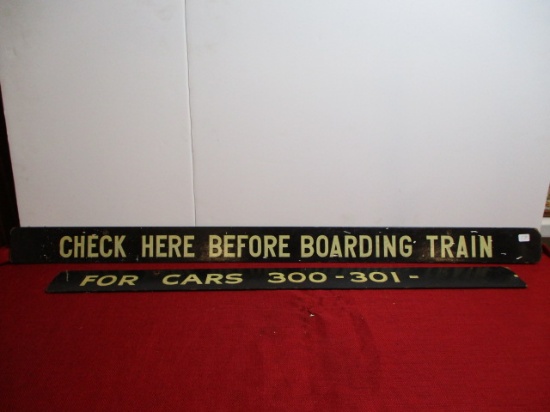 CHECK HERE BEFORE BOARDING TRAIN
FOR CARS 300-301-